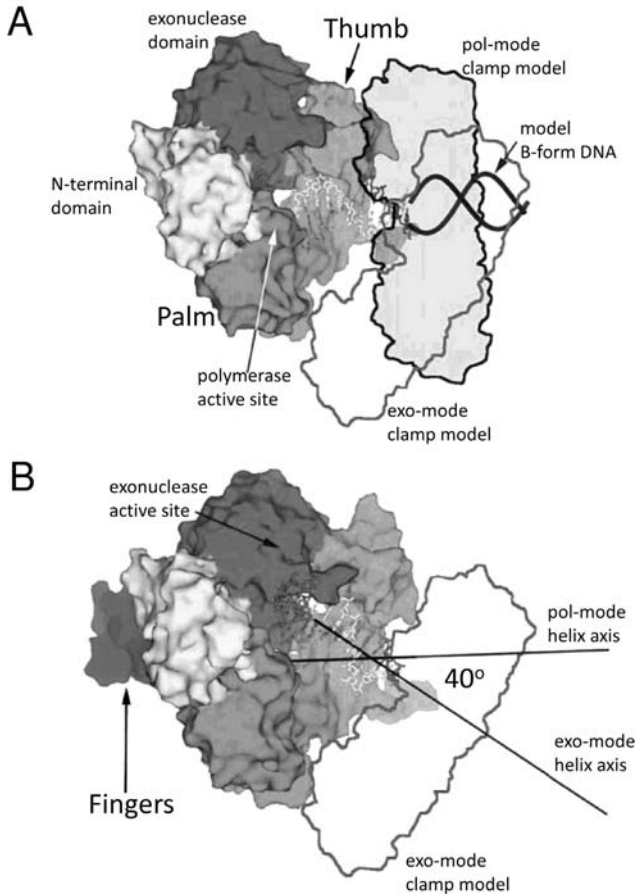 A
exonuclease
domain
Thumb
pol-mode
clamp model
model
B-form DNA
N-terminal
domain
Palm
polymerase
active site
exo-mode
clamp model
B
exonuclease
active site
pol-mode
helix axis
40°
exo-mode
helix axis
Fingers
exo-mode
clamp model